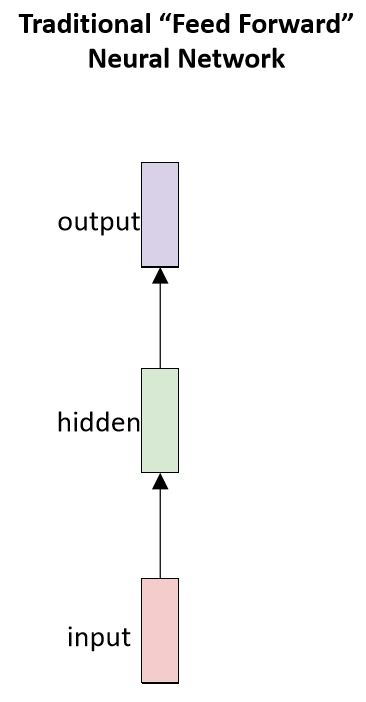 Traditional “Feed Forward”
Neural Network
output
hidden
input